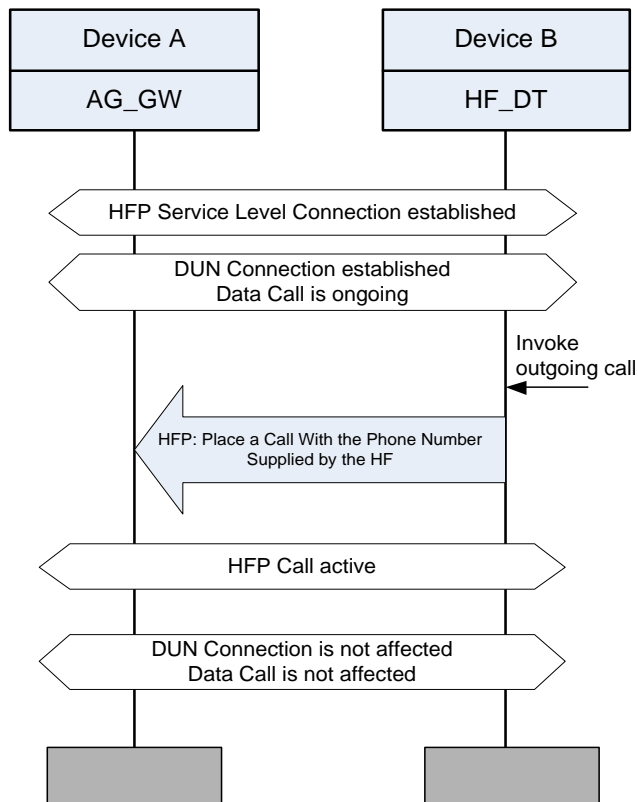 Device A
Device B
AG_GW
HF_DT
HFP Service Level Connection established
DUN Connection established
Data Call is ongoing
Invoke
outgoing call
HFP: Place a Call With the Phone Number
Supplied by the HF
HFP Call active
DUN Connection is not affected
Data Call is not affected